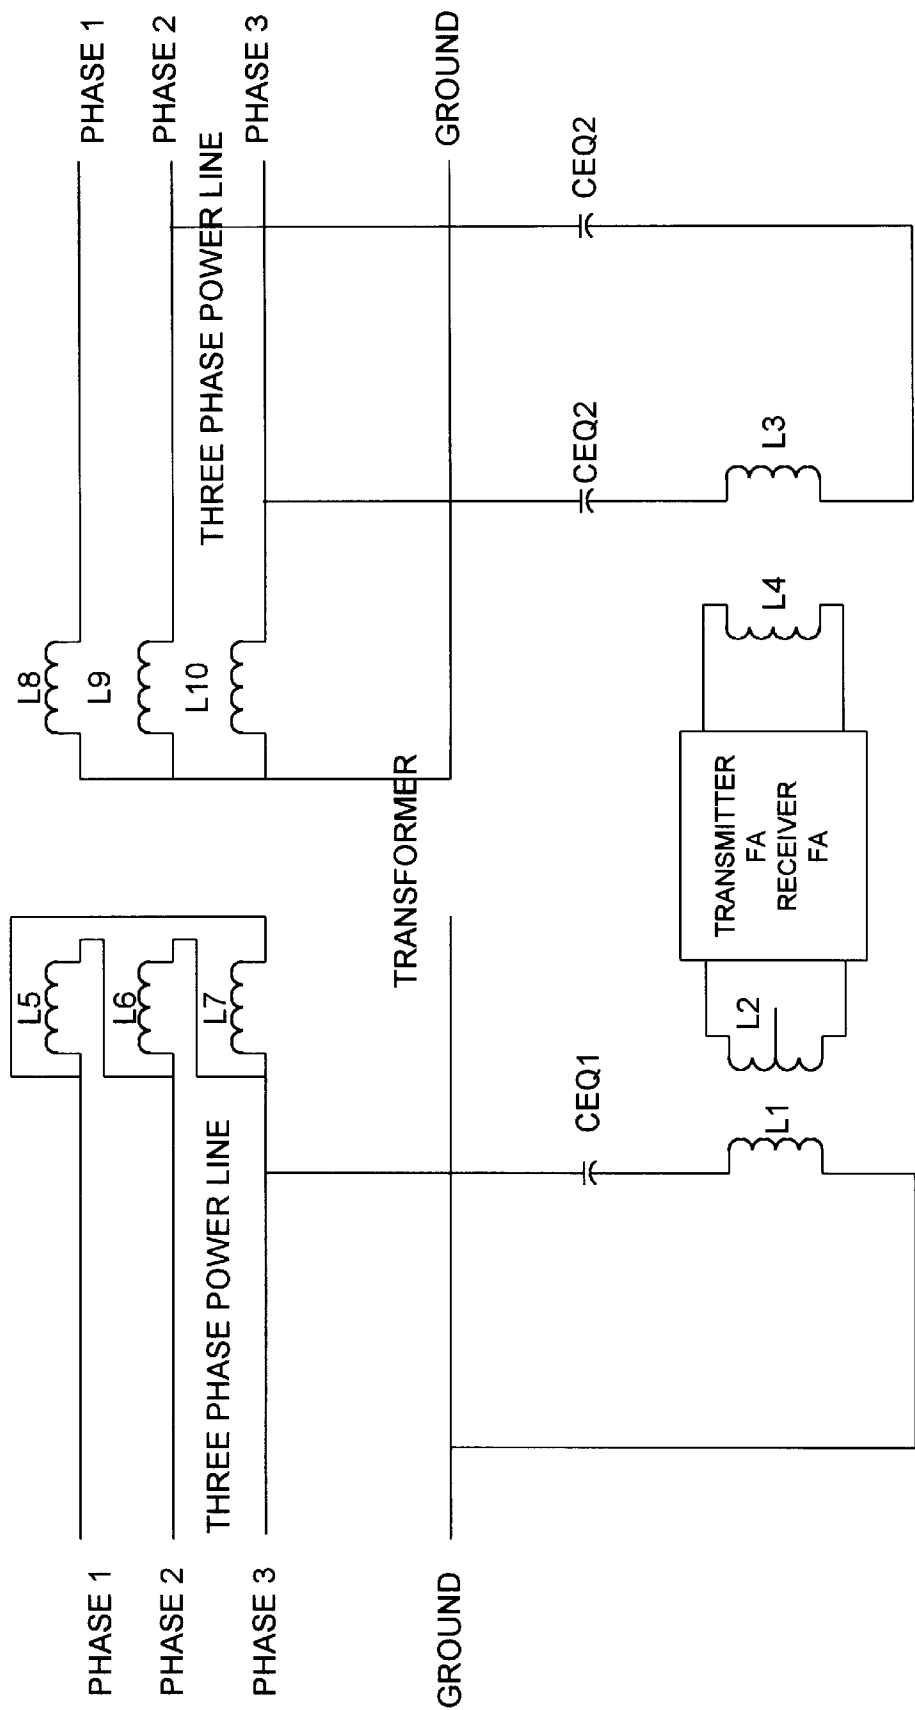 PHASE 1
PHASE 2
PHASE 3
GROUND
THREE PHASE POWER LINE
L5
L6
L7
L8
L9
L10
TRANSFORMER
THREE PHASE POWER LINE
PHASE 1
PHASE 2
PHASE 3
GROUND
CEQ1
L1
L2
TRANSMITTER
FA
RECEIVER
FA
L4
L3
CEQ2
CEQ2